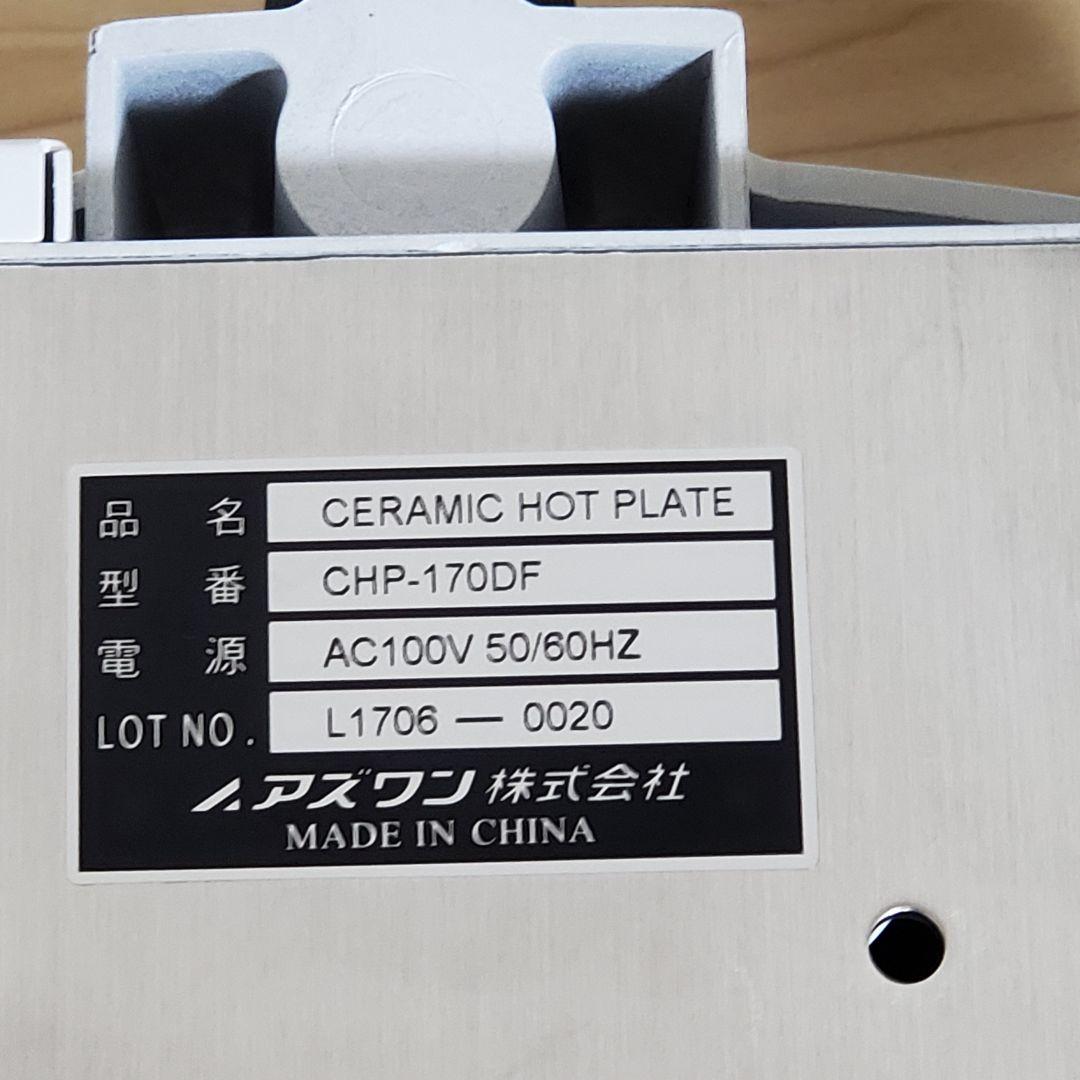 品名 CERAMIC HOT PLATE
型番 CHP-170DF
電源 AC100V 50/60HZ
LOT NO. L1706 — 0020
アズワン株式会社
MADE IN CHINA